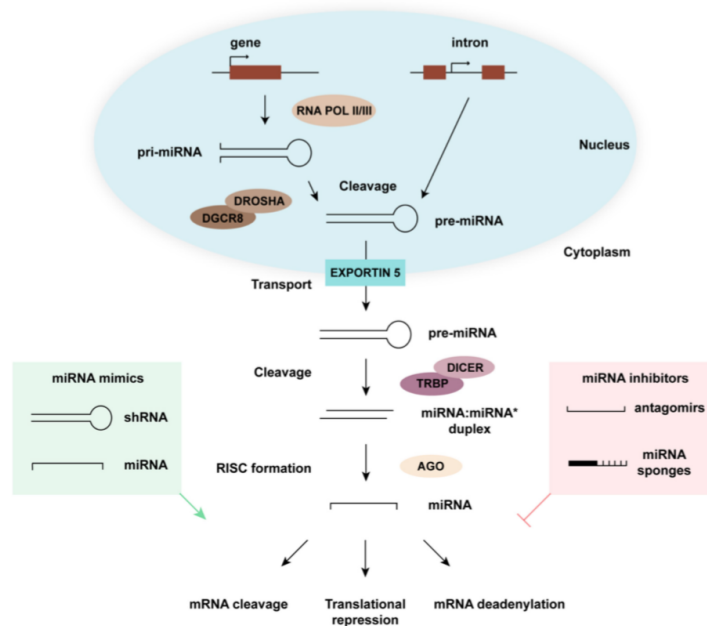 gene
intron
RNA POL II/III
pri-miRNA
Nucleus
Cleavage
DROSHA
DGCR8
pre-miRNA
Cytoplasm
EXPORTIN 5
Transport
pre-miRNA
Cleavage
DICER
TRBP
miRNA:miRNA*
duplex
RISC formation
AGO
miRNA
miRNA mimics
shRNA
miRNA
miRNA inhibitors
antagomirs
miRNA
sponges
mRNA cleavage
Translational
repression
mRNA deadenylation